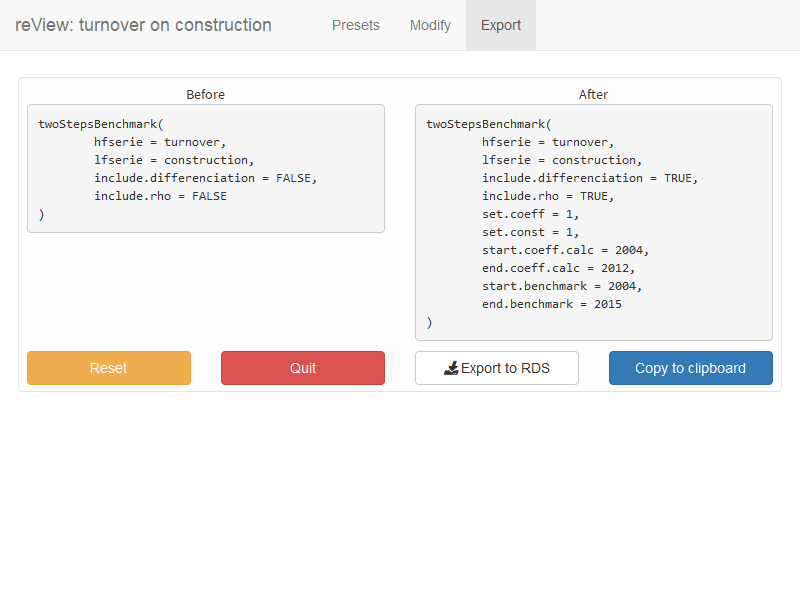 reView: turnover on construction
Presets
Modify
Export
Before
twoStepsBenchmark(
hfserie = turnover,
lfserie = construction,
include.differenciation = FALSE,
include.rho = FALSE
)
After
twoStepsBenchmark(
hfserie = turnover,
lfserie = construction,
include.differenciation = TRUE,
include.rho = TRUE,
set.coeff = 1,
set.const = 1,
start.coeff.calc = 2004,
end.coeff.calc = 2012,
start.benchmark = 2004,
end.benchmark = 2015
)
Reset
Quit
Export to RDS
Copy to clipboard